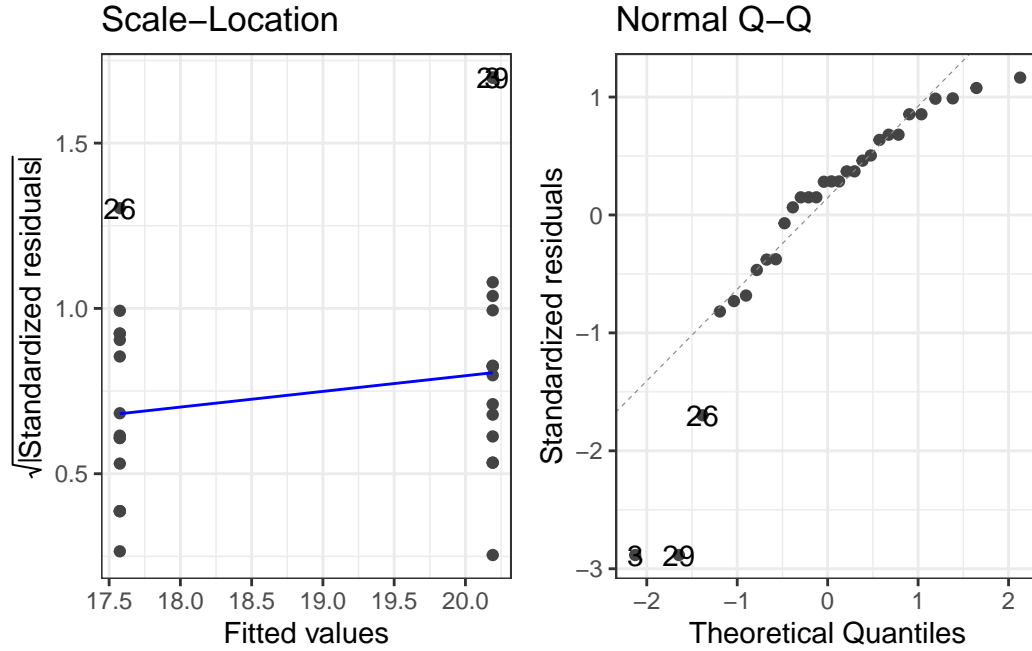 Scale−Location
√|Standardized residuals|
1.5
1.0
0.5
26
29
17.5 18.0 18.5 19.0 19.5 20.0
Fitted values
Normal Q−Q
Standardized residuals
1
0
−1
−2
−3
26
3 29
−2 −1 0 1 2
Theoretical Quantiles